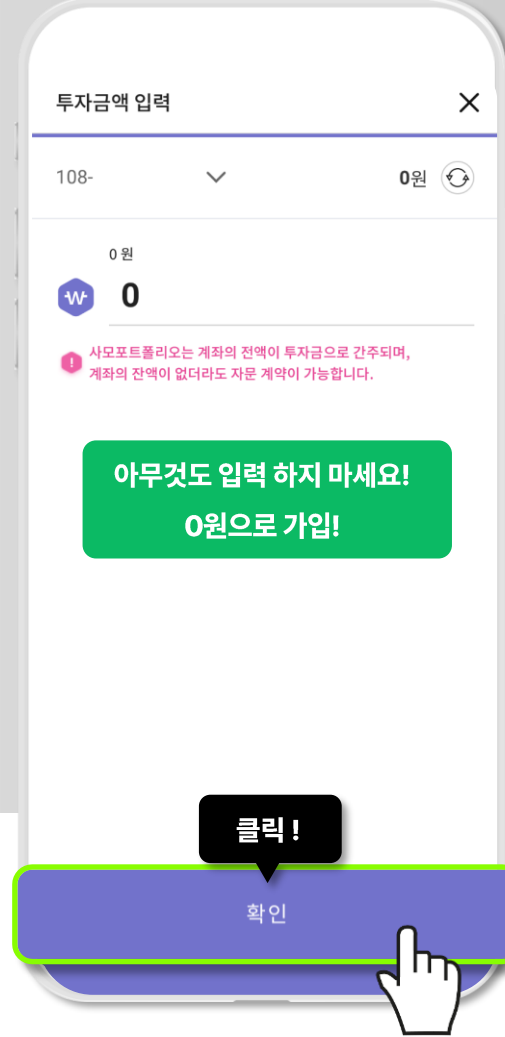 투자금액 입력
108-
0원
0 원
0
사모포트폴리오는 계좌의 전액이 투자금으로 간주되며,
계좌의 잔액이 없더라도 자문 계약이 가능합니다.
아무것도 입력 하지 마세요!
0원으로 가입!
클릭 !
확인